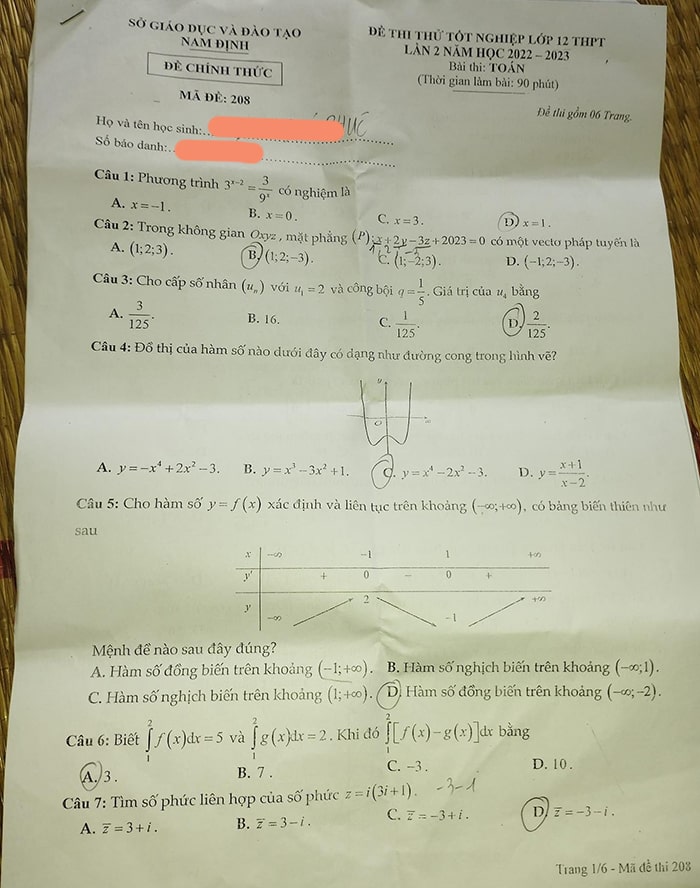 SỞ GIÁO DỤC VÀ ĐÀO TẠO
NAM ĐỊNH
ĐỀ CHÍNH THỨC
MÃ ĐỀ: 208
ĐỀ THI THỬ TỐT NGHIỆP LỚP 12 THPT
LẦN 2 NĂM HỌC 2022 – 2023
Bài thi: TOÁN
(Thời gian làm bài: 90 phút)
Đề thi gồm 06 Trang.
Họ và tên học sinh:
Số báo danh:
Câu 1: Phương trình 3^{x-2} = 3/9^x có nghiệm là
A. x = -1. B. x = 0. C. x = 3. D. x = 1.
Câu 2: Trong không gian Oxyz, mặt phẳng (P): x + 2y - 3z + 2023 = 0 có một vectơ pháp tuyến là
A. (1;2;3). B. (1;2;-3). C. (1;-2;3). D. (-1;2;-3).
Câu 3: Cho cấp số nhân (u_n) với u_1 = 2 và công bội q = 1/5. Giá trị của u_4 bằng
A. 3/125. B. 16. C. 1/125. D. 2/125.
Câu 4: Đồ thị của hàm số nào dưới đây có dạng như đường cong trong hình vẽ?
y
O x
A. y = -x^4 + 2x^2 - 3. B. y = x^3 - 3x^2 + 1. C. y = x^4 - 2x^2 - 3. D. y = (x+1)/(x-2).
Câu 5: Cho hàm số y = f(x) xác định và liên tục trên khoảng (-∞;+∞), có bảng biến thiên như
sau
x -∞ -1 1 +∞
y' + 0 - 0 +
y -∞ 2 -1 +∞
Mệnh đề nào sau đây đúng?
A. Hàm số đồng biến trên khoảng (-1;+∞). B. Hàm số nghịch biến trên khoảng (-∞;1).
C. Hàm số nghịch biến trên khoảng (1;+∞). D. Hàm số đồng biến trên khoảng (-∞;-2).
Câu 6: Biết ∫_1^2 f(x)dx = 5 và ∫_1^2 g(x)dx = 2. Khi đó ∫_1^2 [f(x) - g(x)]dx bằng
A. 3. B. 7. C. -3. D. 10.
Câu 7: Tìm số phức liên hợp của số phức z = i(3i+1). -3-1
A. z̅ = 3 + i. B. z̅ = 3 - i. C. z̅ = -3 + i. D. z̅ = -3 - i.
Trang 1/6 - Mã đề thi 208